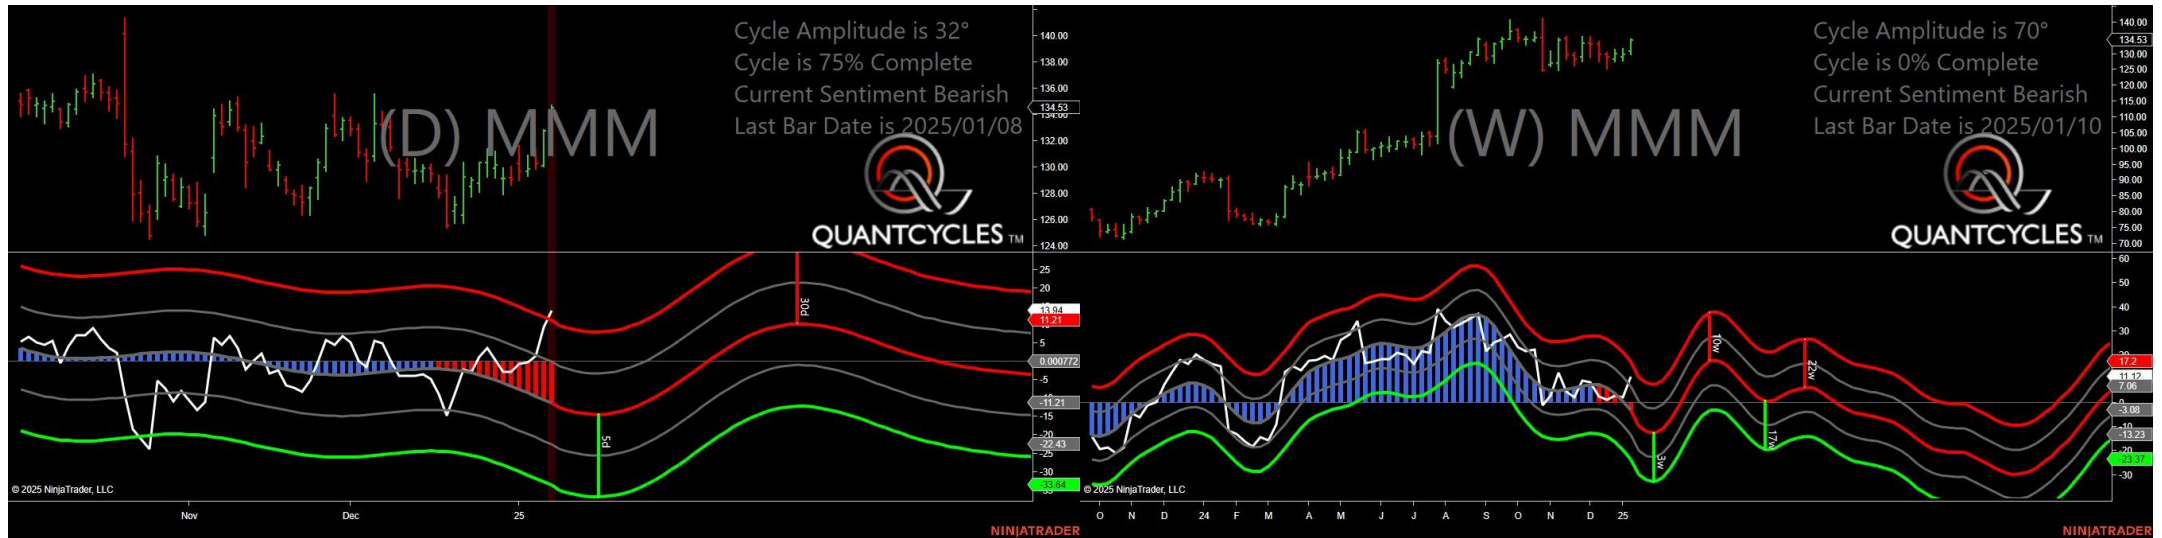 Cycle Amplitude is 32°
Cycle is 75% Complete
Current Sentiment Bearish
Last Bar Date is 2025/01/08
(D) MMM
QUANTCYCLES TM
140.00
138.00
136.00
134.53
134.00
132.00
130.00
128.00
126.00
124.00
25
20
13.94
11.21
5
0.000772
-5
-11.21
-15
-20
-22.43
-25
-30
-33.64
30d
5d
© 2025 NinjaTrader, LLC
Nov
Dec
25
NINJATRADER
Cycle Amplitude is 70°
Cycle is 0% Complete
Current Sentiment Bearish
Last Bar Date is 2025/01/10
(W) MMM
QUANTCYCLES TM
140.00
134.53
130.00
125.00
120.00
115.00
110.00
105.00
100.00
95.00
90.00
85.00
80.00
75.00
70.00
60
50
40
30
17.2
11.12
7.06
-3.08
-10
-13.23
-20
-23.37
-30
10w
22w
17w
3w
© 2025 NinjaTrader, LLC
O
N
D
24
F
M
A
M
J
J
A
S
O
N
D
25
NINJATRADER